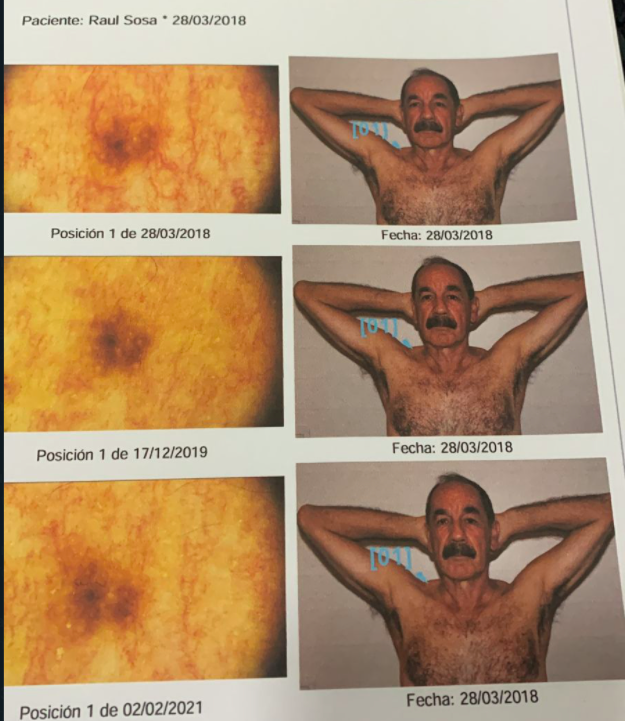 Paciente: Raul Sosa * 28/03/2018
[01]
Posición 1 de 28/03/2018
Fecha: 28/03/2018
[01]
Posición 1 de 17/12/2019
Fecha: 28/03/2018
[01]
Posición 1 de 02/02/2021
Fecha: 28/03/2018